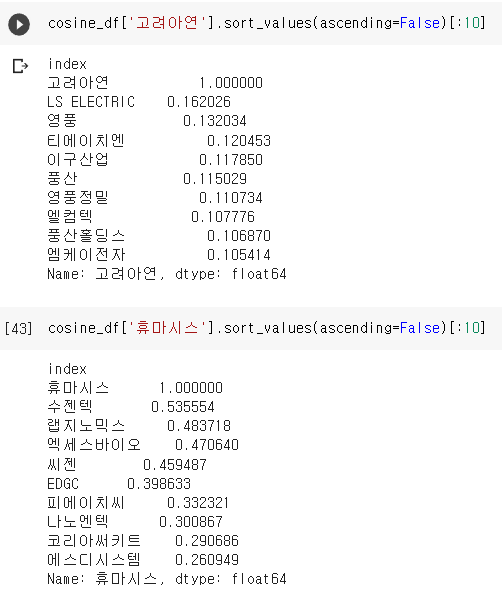 cosine_df['고려아연'].sort_values(ascending=False)[:10]
index
고려아연 1.000000
LS ELECTRIC 0.162026
영풍 0.132034
티에이치엔 0.120453
이구산업 0.117850
풍산 0.115029
영풍정밀 0.110734
엘컴텍 0.107776
풍산홀딩스 0.106870
엠케이전자 0.105414
Name: 고려아연, dtype: float64
[43] cosine_df['휴마시스'].sort_values(ascending=False)[:10]
index
휴마시스 1.000000
수젠텍 0.535554
랩지노믹스 0.483718
엑세스바이오 0.470640
씨젠 0.459487
EDGC 0.398633
피에이치씨 0.332321
나노엔텍 0.300867
코리아써키트 0.290686
에스디시스템 0.260949
Name: 휴마시스, dtype: float64